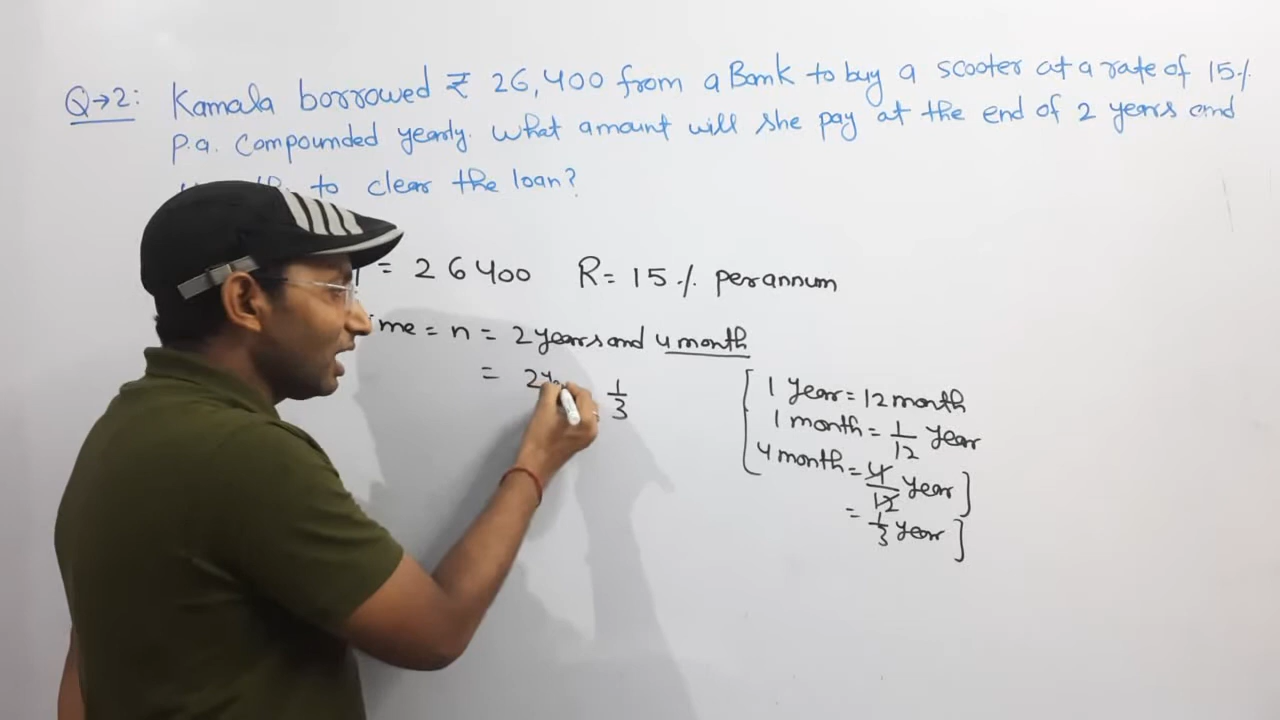 Q→2: Kamala borrowed ₹ 26,400 from a Bank to buy a scooter at a rate of 15%
p.a. Compounded yearly. What amount will she pay at the end of 2 years and
to clear the loan?
= 26400 R = 15% per annum
me = n = 2 years and 4 month
= 2 1/3
[ 1 year = 12 month
1 month = 1/12 year
4 month = 4/12 year ]
= 1/3 year ]